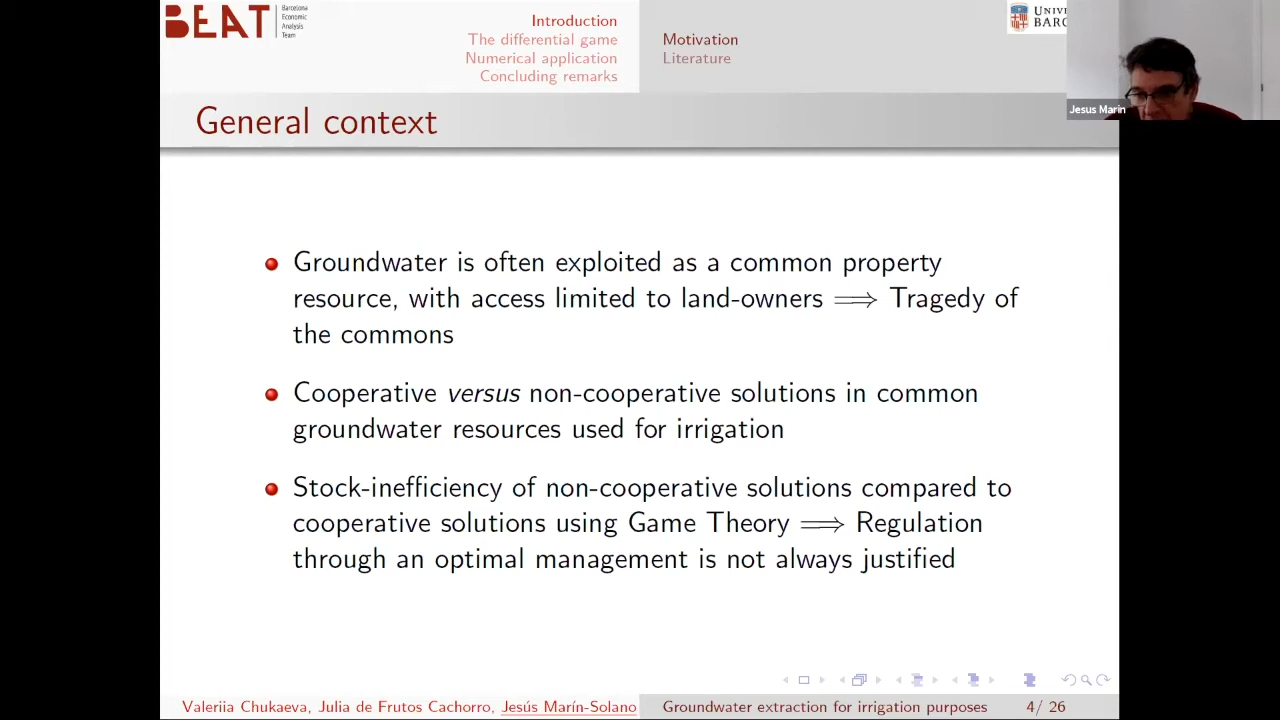 BEAT
Barcelona
Economic
Analysis
Team
Introduction
The differential game
Numerical application
Concluding remarks
Motivation
Literature
Jesus Marin
General context
Groundwater is often exploited as a common property
resource, with access limited to land-owners ⟹ Tragedy of
the commons
Cooperative versus non-cooperative solutions in common
groundwater resources used for irrigation
Stock-inefficiency of non-cooperative solutions compared to
cooperative solutions using Game Theory ⟹ Regulation
through an optimal management is not always justified
Valeriia Chukaeva, Julia de Frutos Cachorro, Jesús Marín-Solano
Groundwater extraction for irrigation purposes
4/ 26